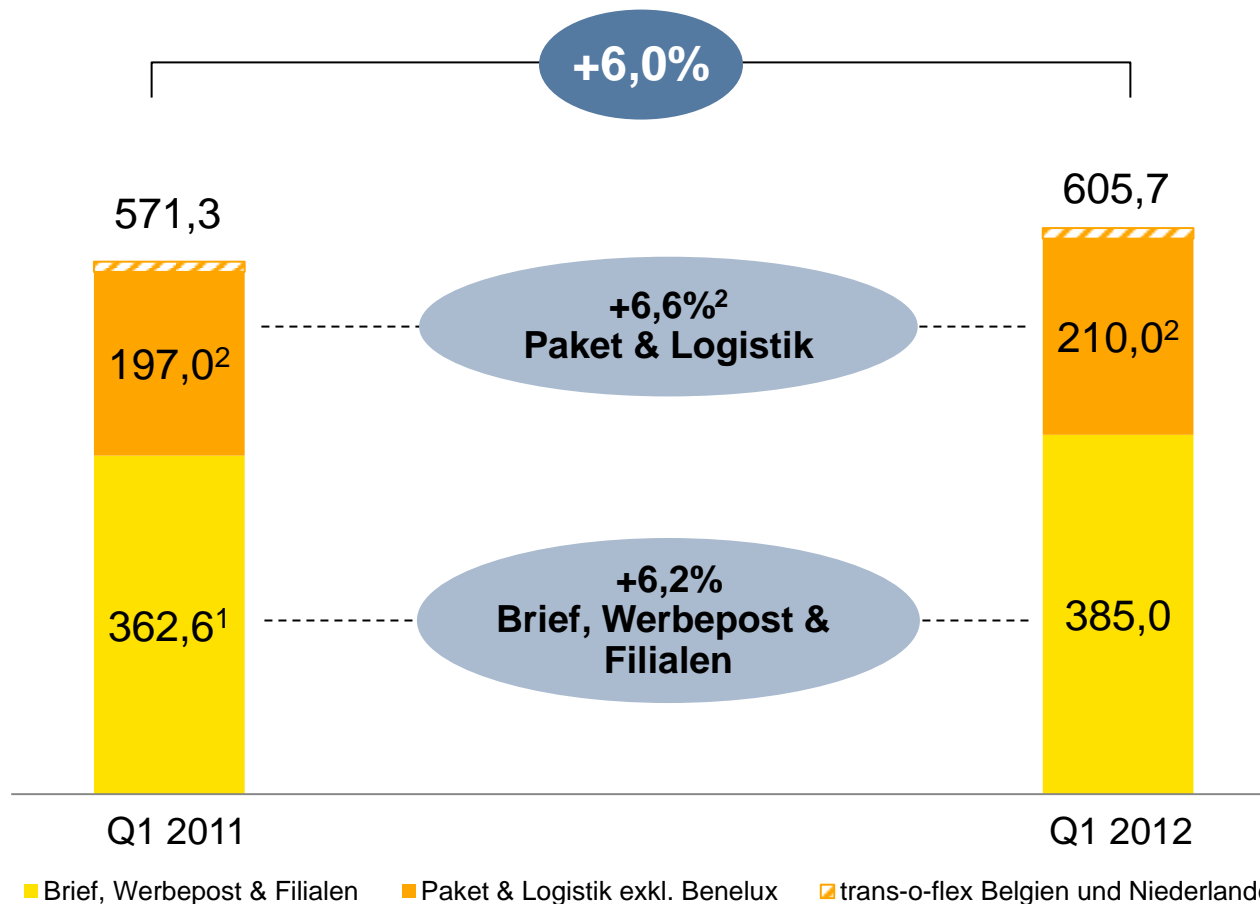 +6,0%
571,3
605,7
+6,6%²
Paket & Logistik
197,0²
210,0²
+6,2%
Brief, Werbepost &
Filialen
362,6¹
385,0
Q1 2011
Q1 2012
Brief, Werbepost & Filialen
Paket & Logistik exkl. Benelux
trans-o-flex Belgien und Niederlande